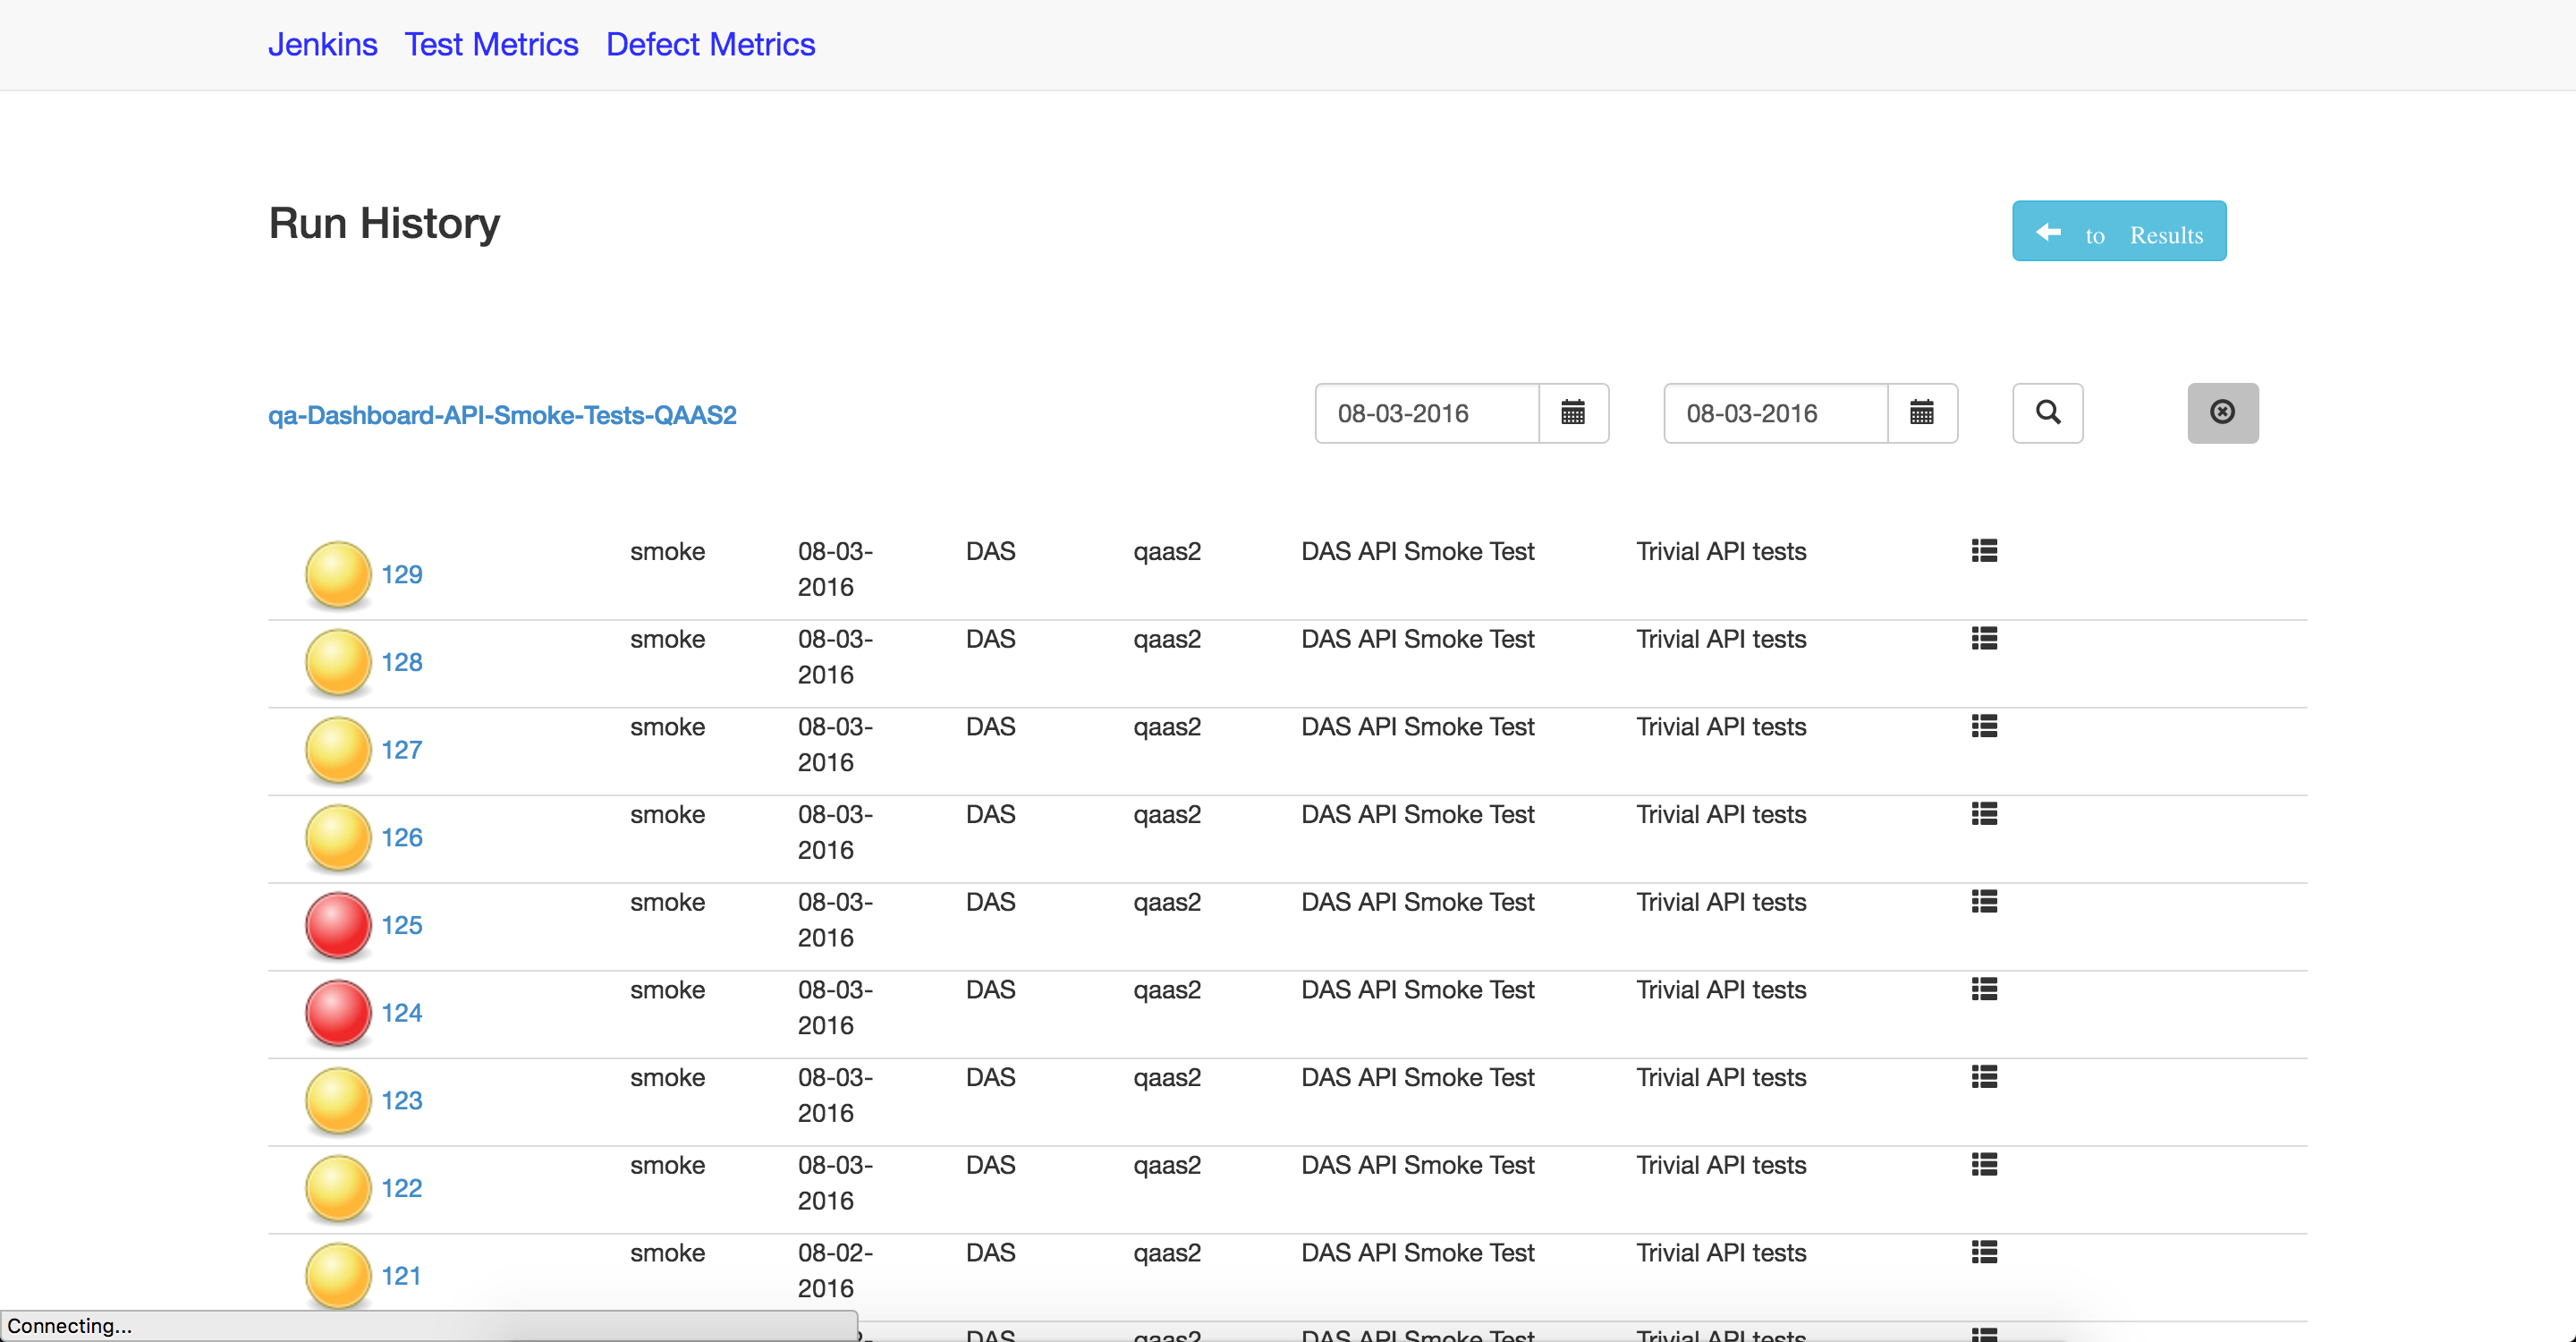 Jenkins Test Metrics Defect Metrics
Run History
to Results
qa-Dashboard-API-Smoke-Tests-QAAS2 08-03-2016 08-03-2016
129 smoke 08-03- DAS qaas2 DAS API Smoke Test Trivial API tests
2016
128 smoke 08-03- DAS qaas2 DAS API Smoke Test Trivial API tests
2016
127 smoke 08-03- DAS qaas2 DAS API Smoke Test Trivial API tests
2016
126 smoke 08-03- DAS qaas2 DAS API Smoke Test Trivial API tests
2016
125 smoke 08-03- DAS qaas2 DAS API Smoke Test Trivial API tests
2016
124 smoke 08-03- DAS qaas2 DAS API Smoke Test Trivial API tests
2016
123 smoke 08-03- DAS qaas2 DAS API Smoke Test Trivial API tests
2016
122 smoke 08-03- DAS qaas2 DAS API Smoke Test Trivial API tests
2016
121 smoke 08-02- DAS qaas2 DAS API Smoke Test Trivial API tests
2016
Connecting...
DAS qaas2 DAS API Smoke Test Trivial API tests